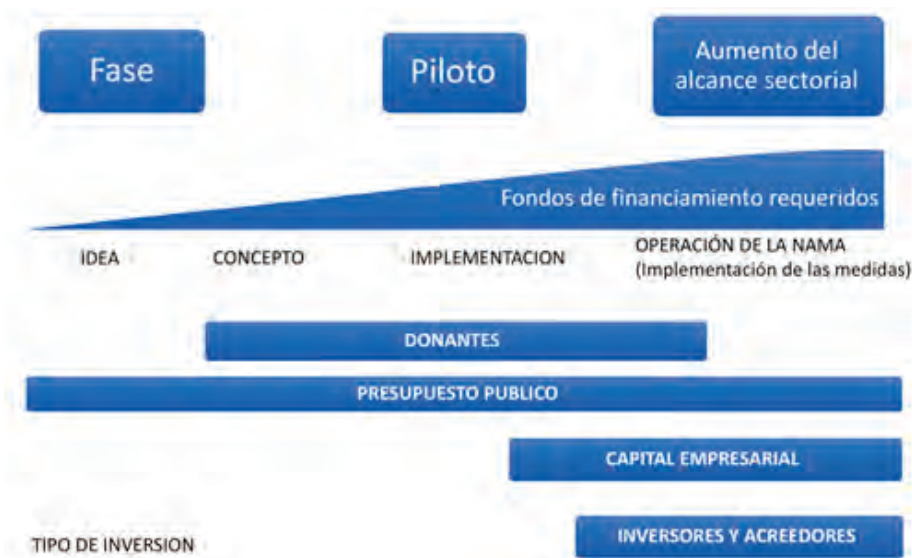 Fase
Piloto
Aumento del
alcance sectorial
Fondos de financiamiento requeridos
IDEA
CONCEPTO
IMPLEMENTACION
OPERACIÓN DE LA NAMA
(Implementación de las medidas)
DONANTES
PRESUPUESTO PUBLICO
CAPITAL EMPRESARIAL
INVERSORES Y ACREEDORES
TIPO DE INVERSION